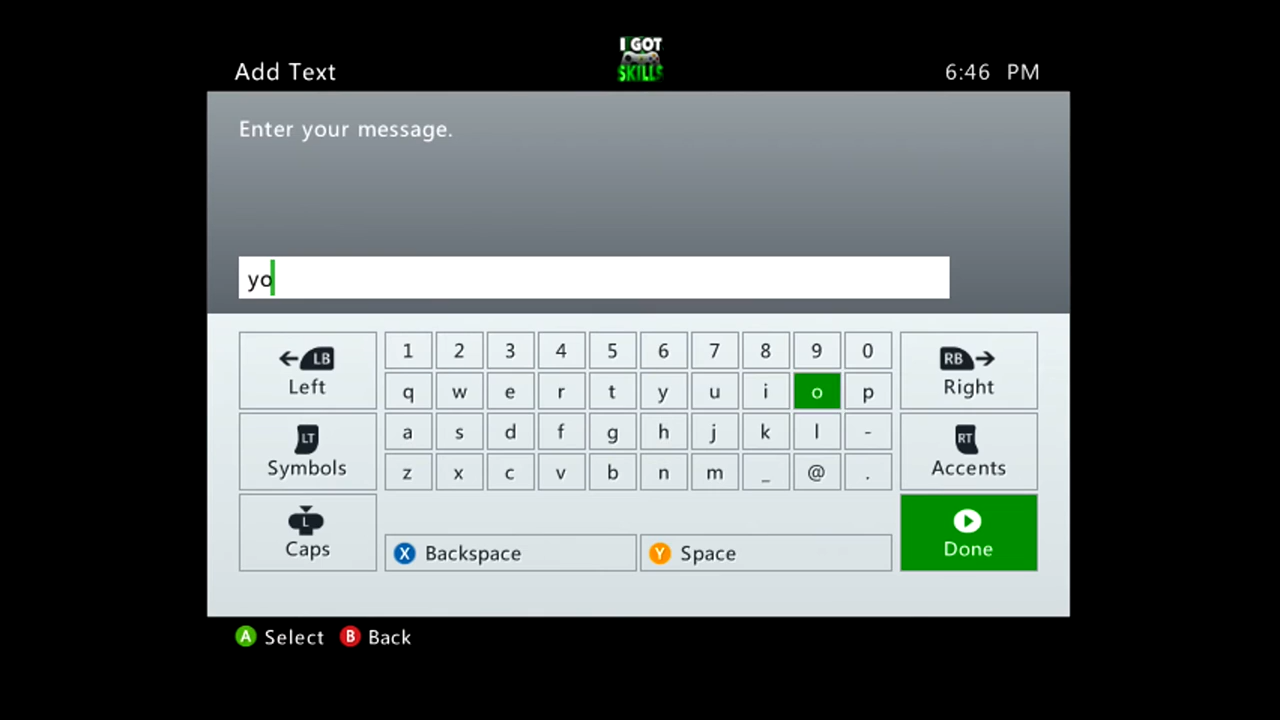 I GOT
SKILLS
Add Text
6:46 PM
Enter your message.
yo
LB
Left
1 2 3 4 5 6 7 8 9 0
RB
Right
q w e r t y u i o p
LT
Symbols
a s d f g h j k l -
RT
Accents
z x c v b n m _ @ .
L
Caps
X Backspace
Y Space
Done
A Select B Back